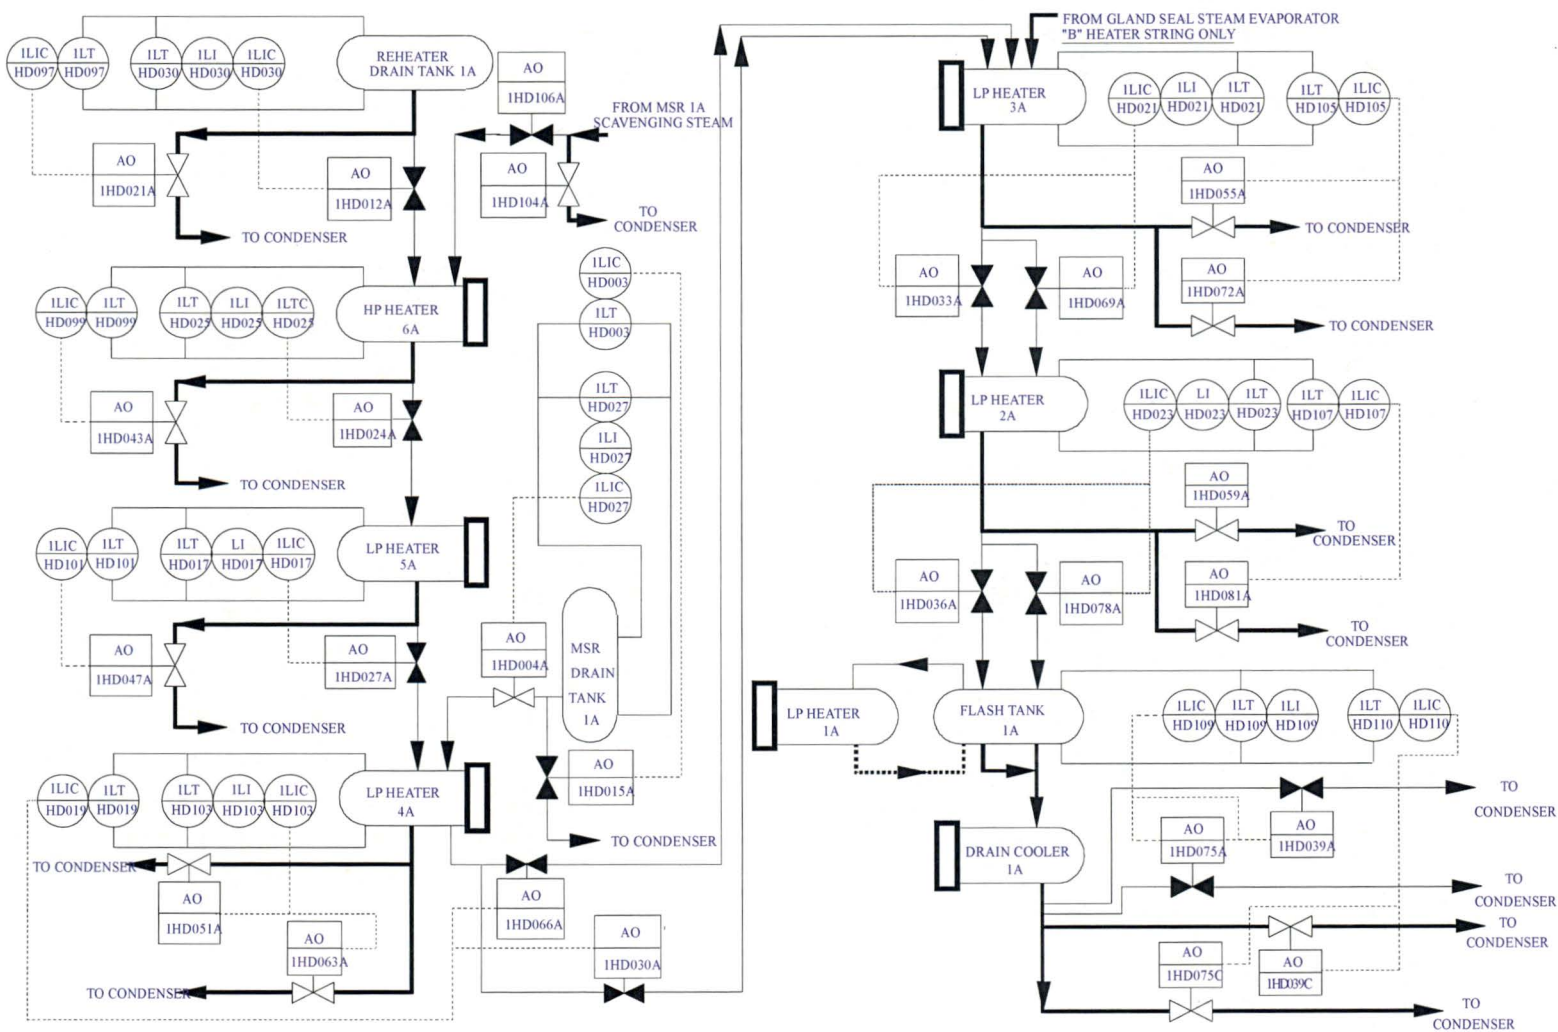 FROM GLAND SEAL STEAM EVAPORATOR
"B" HEATER STRING ONLY
1LIC
HD097
1LT
HD097
1LT
HD030
1LI
HD030
1LIC
HD030
REHEATER
DRAIN TANK 1A
AO
1HD106A
FROM MSR 1A
SCAVENGING STEAM
AO
1HD021A
AO
1HD012A
AO
1HD104A
TO
CONDENSER
TO CONDENSER
1LIC
HD099
1LT
HD099
1LT
HD025
1LI
HD025
1LTC
HD025
HP HEATER
6A
1LIC
HD003
1LT
HD003
AO
1HD043A
AO
1HD024A
1LT
HD027
1LI
HD027
1LIC
HD027
TO CONDENSER
1LIC
HD101
1LT
HD101
1LT
HD017
LI
HD017
1LIC
HD017
LP HEATER
5A
AO
1HD047A
AO
1HD027A
AO
1HD004A
MSR
DRAIN
TANK
1A
TO CONDENSER
1LIC
HD019
1LT
HD019
1LT
HD103
1LI
HD103
1LIC
HD103
LP HEATER
4A
AO
1HD015A
TO CONDENSER
TO CONDENSER
AO
1HD051A
AO
1HD063A
AO
1HD066A
AO
1HD030A
TO CONDENSER
LP HEATER
3A
1LIC
HD021
1LI
HD021
1LT
HD021
1LT
HD105
1LIC
HD105
AO
1HD055A
TO CONDENSER
AO
1HD033A
AO
1HD069A
AO
1HD072A
TO CONDENSER
LP HEATER
2A
1LIC
HD023
LI
HD023
1LT
HD023
1LT
HD107
1LIC
HD107
AO
1HD059A
TO
CONDENSER
AO
1HD036A
AO
1HD078A
AO
1HD081A
TO
CONDENSER
LP HEATER
1A
FLASH TANK
1A
1LIC
HD109
1LT
HD109
1LI
HD109
1LT
HD110
1LIC
HD110
TO
CONDENSER
DRAIN COOLER
1A
AO
1HD075A
AO
1HD039A
TO
CONDENSER
TO
CONDENSER
AO
1HD075C
AO
1HD039C
TO
CONDENSER